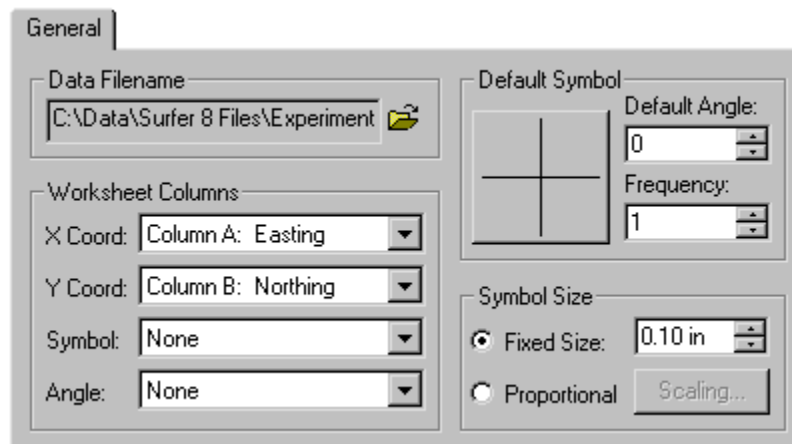 General
Data Filename
C:\Data\Surfer 8 Files\Experiment
Worksheet Columns
X Coord: Column A: Easting
Y Coord: Column B: Northing
Symbol: None
Angle: None
Default Symbol
Default Angle:
0
Frequency:
1
Symbol Size
Fixed Size: 0.10 in
Proportional Scaling...